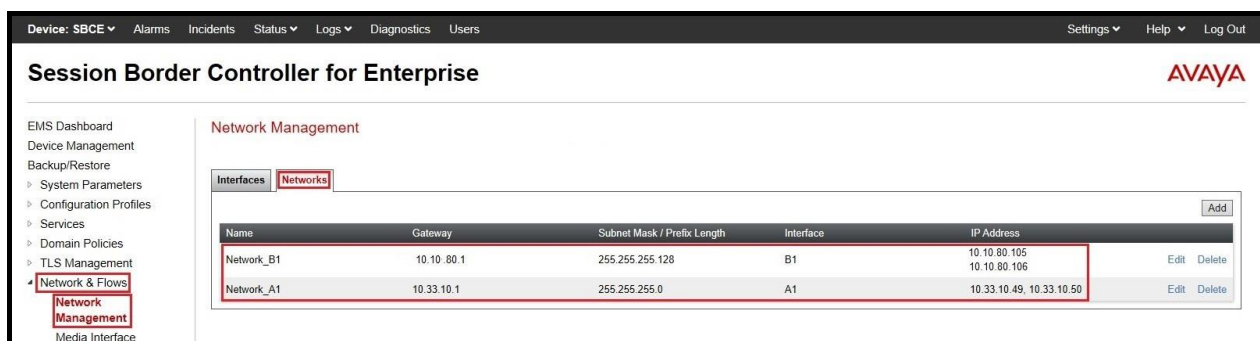 Device: SBCE Alarms Incidents Status Logs Diagnostics Users Settings Help Log Out
Session Border Controller for Enterprise
AVAYA
EMS Dashboard
Device Management
Backup/Restore
System Parameters
Configuration Profiles
Services
Domain Policies
TLS Management
Network & Flows
Network
Management
Media Interface
Network Management
Interfaces Networks
Add
Name Gateway Subnet Mask / Prefix Length Interface IP Address
Network_B1 10.10.80.1 255.255.255.128 B1 10.10.80.105
10.10.80.106 Edit Delete
Network_A1 10.33.10.1 255.255.255.0 A1 10.33.10.49, 10.33.10.50 Edit Delete